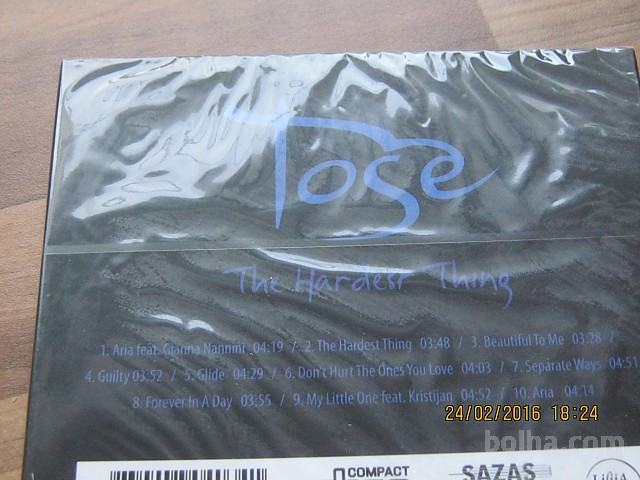 Tose
The Hardest Thing
1. Aria feat. Gianna Nannini 04:19 / 2. The Hardest Thing 03:48 / 3. Beautiful To Me 03:28 /
4. Guilty 03:52 / 5. Glide 04:29 / 6. Don't Hurt The Ones You Love 04:03 / 7. Separate Ways 04:51
8. Forever In A Day 03:55 / 9. My Little One feat. Kristijan 04:52 / 10. Aria 04:14
24/02/2016 18:24
bolha.com
COMPACT
SAZAS